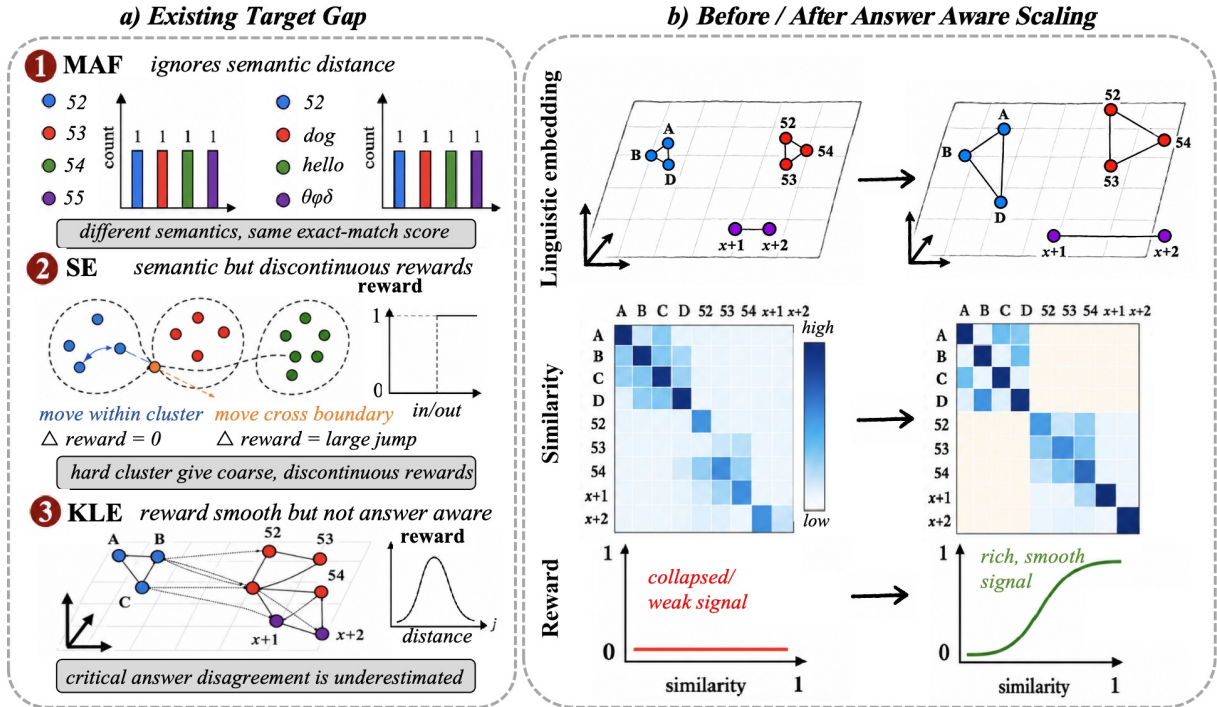 a) Existing Target Gap
1 MAF ignores semantic distance
52
53
54
55
count
1 1 1 1
52
dog
hello
θφδ
count
1 1 1 1
different semantics, same exact-match score
2 SE semantic but discontinuous rewards
reward
1
0
in/out
move within cluster
move cross boundary
△ reward = 0
△ reward = large jump
hard cluster give coarse, discontinuous rewards
3 KLE reward smooth but not answer aware
A B
C
52 53
54
x+1 x+2
reward
distance j
critical answer disagreement is underestimated
b) Before / After Answer Aware Scaling
Linguistic embedding
A
B
D
52
54
53
x+1 x+2
A
B
D
52
54
53
x+1 x+2
Similarity
A B C D 52 53 54 x+1 x+2
A
B
C
D
52
53
54
x+1
x+2
high
low
A B C D 52 53 54 x+1 x+2
A
B
C
D
52
53
54
x+1
x+2
Reward
1
collapsed/
weak signal
0
similarity 1
1
rich, smooth
signal
0
similarity 1